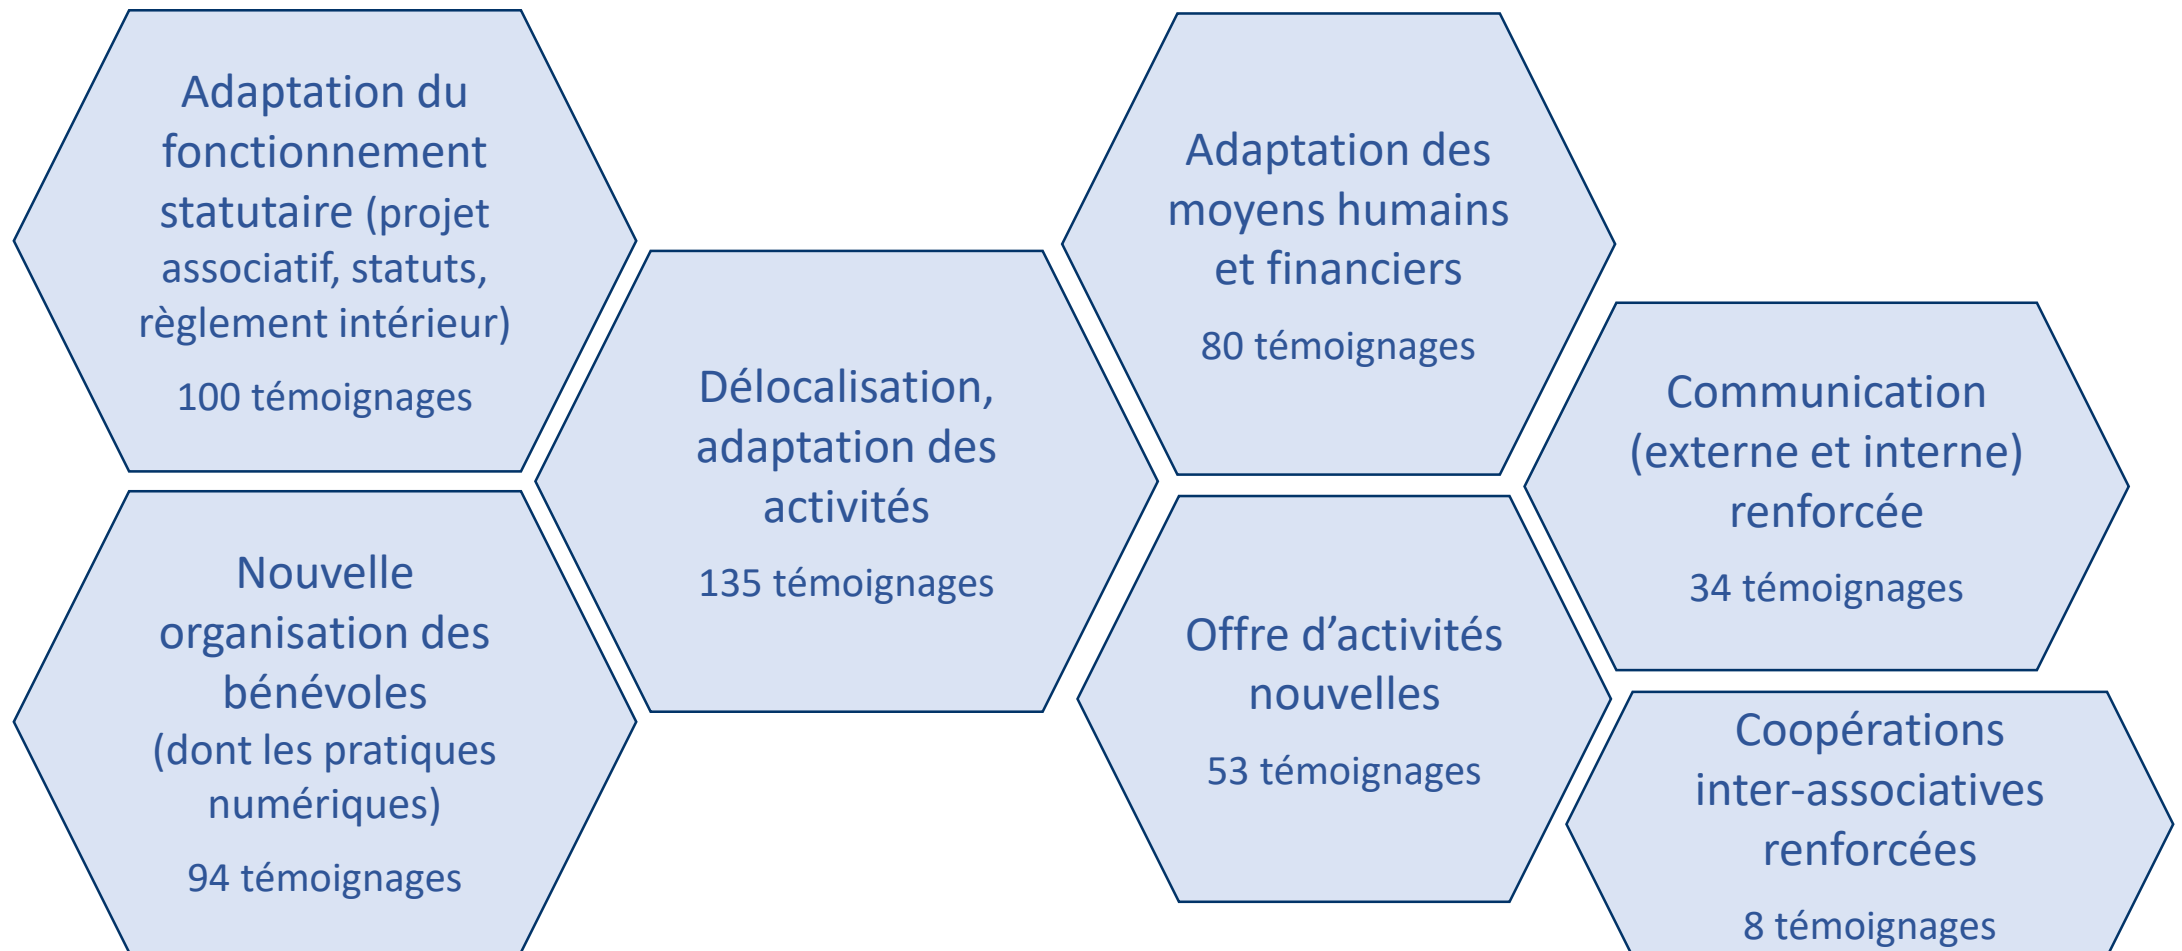 Adaptation du
fonctionnement
statutaire (projet
associatif, statuts,
règlement intérieur)
100 témoignages
Nouvelle
organisation des
bénévoles
(dont les pratiques
numériques)
94 témoignages
Délocalisation,
adaptation des
activités
135 témoignages
Adaptation des
moyens humains
et financiers
80 témoignages
Offre d’activités
nouvelles
53 témoignages
Communication
(externe et interne)
renforcée
34 témoignages
Coopérations
inter-associatives
renforcées
8 témoignages